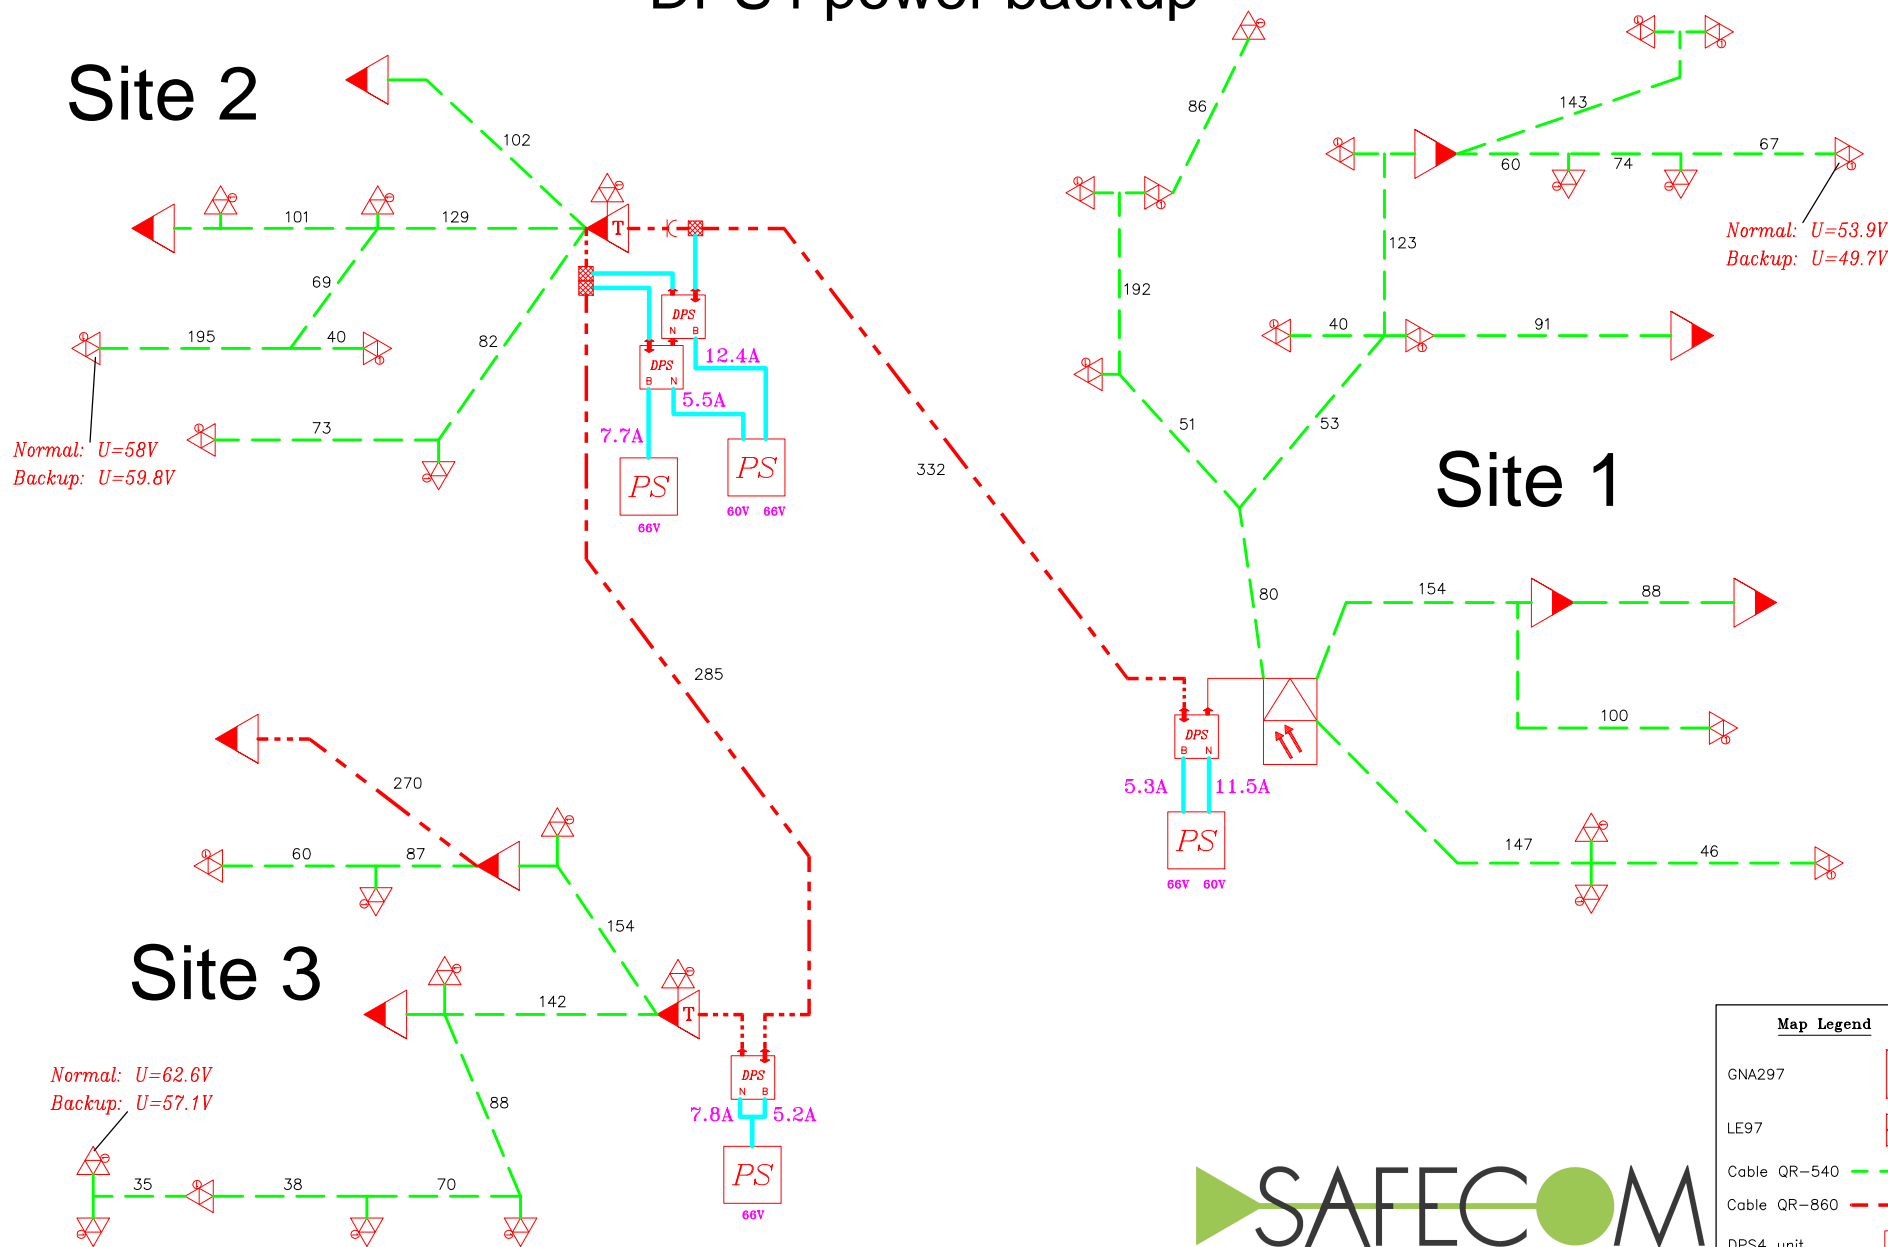 DPS4 power backup
Site 2
102
101
129
69
195
40
82
73
Normal: U=58V
Backup: U=59.8V
T
DPS
N B
DPS
B N
12.4A
5.5A
7.7A
PS
66V
PS
60V 66V
332
285
86
192
51
53
80
143
60
74
67
Normal: U=53.9V
Backup: U=49.7V
123
40
91
Site 1
154
88
100
147
46
DPS
B N
5.3A
11.5A
PS
66V 60V
270
60
87
154
Site 3
142
T
88
Normal: U=62.6V
Backup: U=57.1V
35
38
70
DPS
N B
7.8A
5.2A
PS
66V
SAFECOM
Map Legend
GNA297
LE97
Cable QR-540
Cable QR-860
DPS4 unit